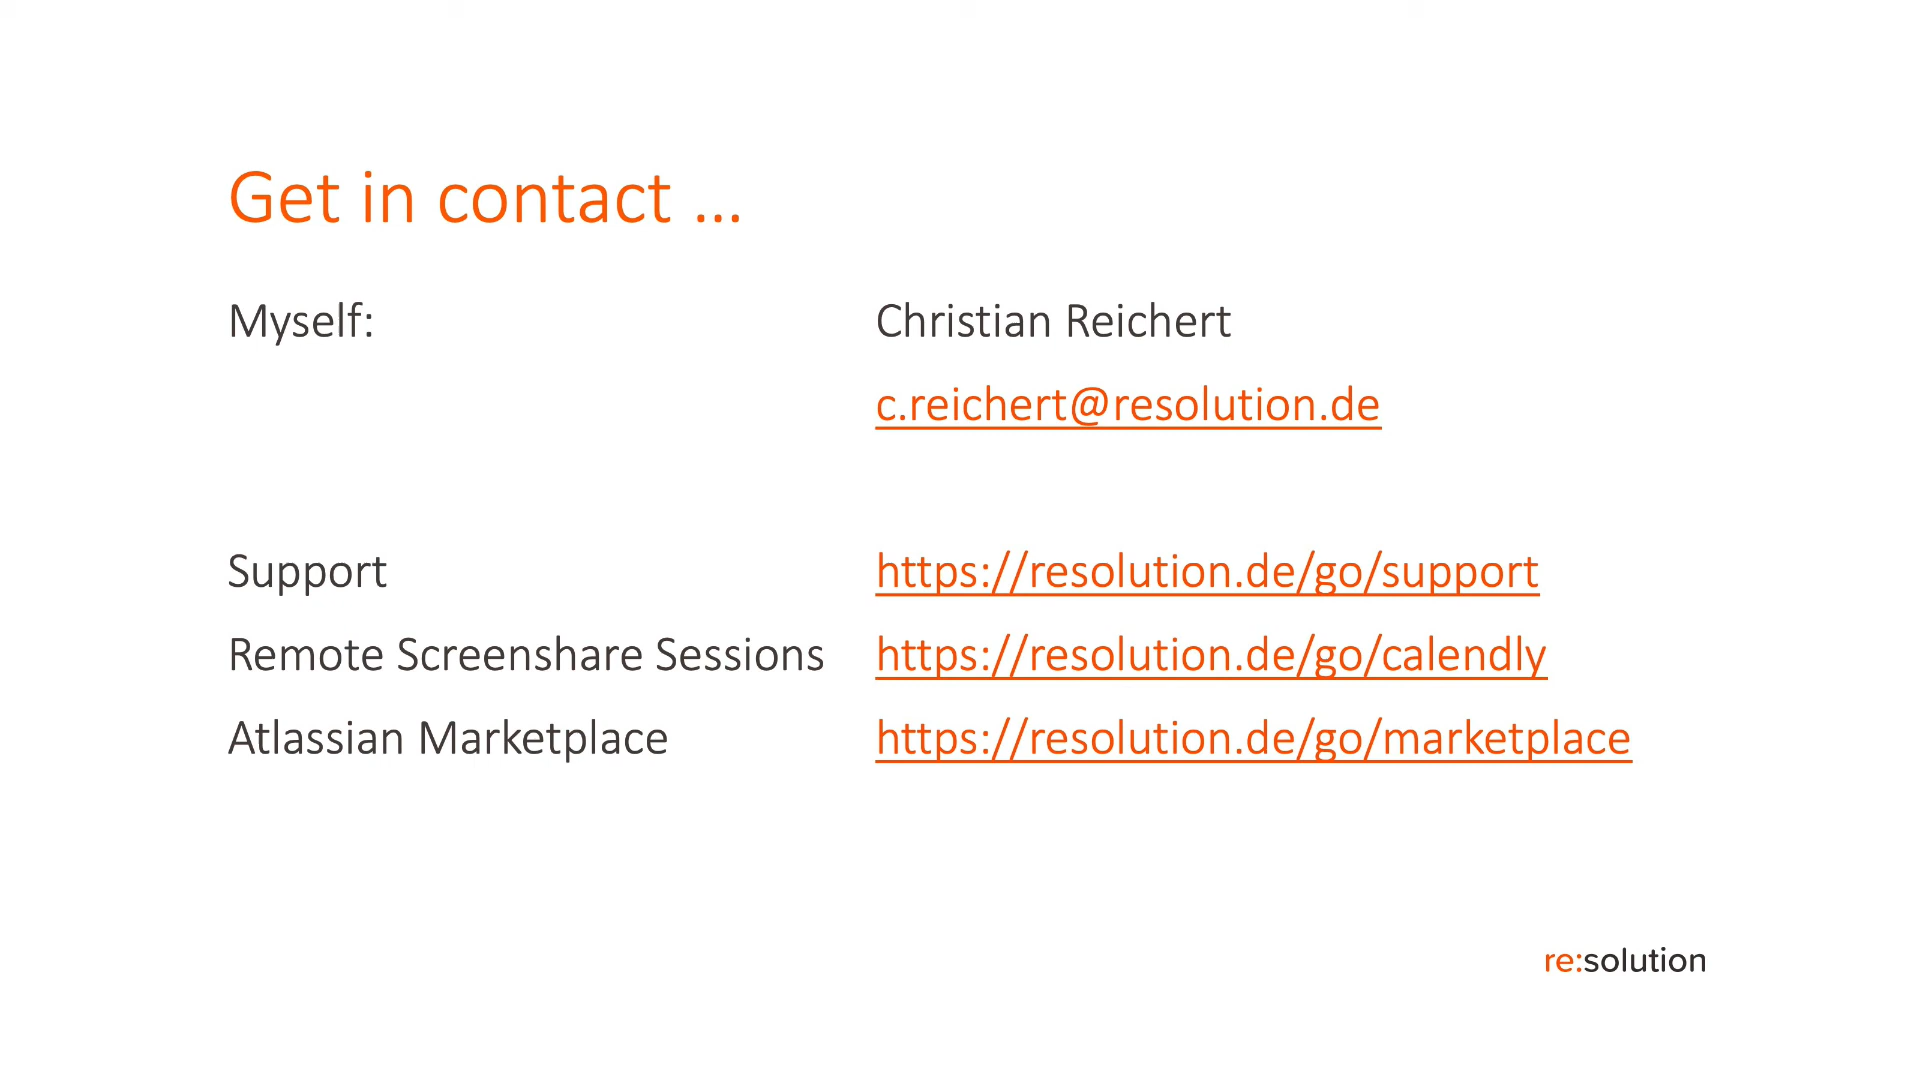 Get in contact ...
Myself: Christian Reichert
c.reichert@resolution.de
Support https://resolution.de/go/support
Remote Screenshare Sessions https://resolution.de/go/calendly
Atlassian Marketplace https://resolution.de/go/marketplace
re:solution